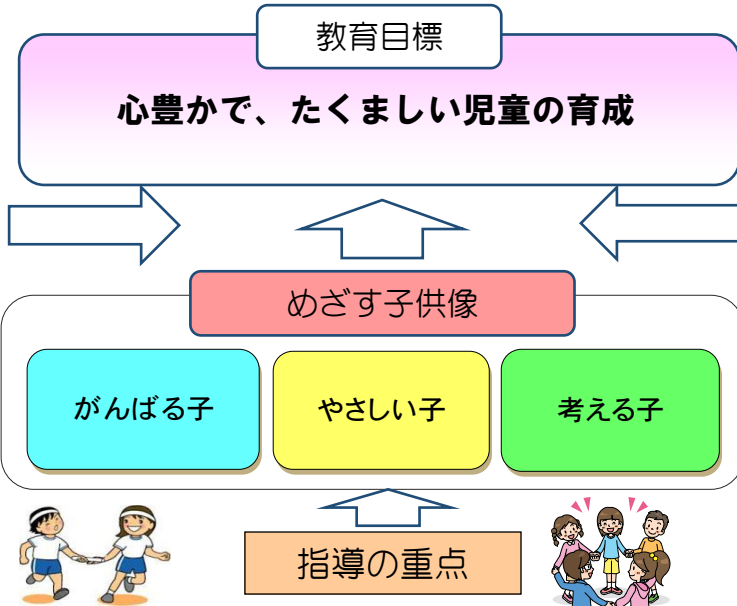 教育目標
心豊かで、たくましい児童の育成
めざす子供像
がんばる子
やさしい子
考える子
指導の重点